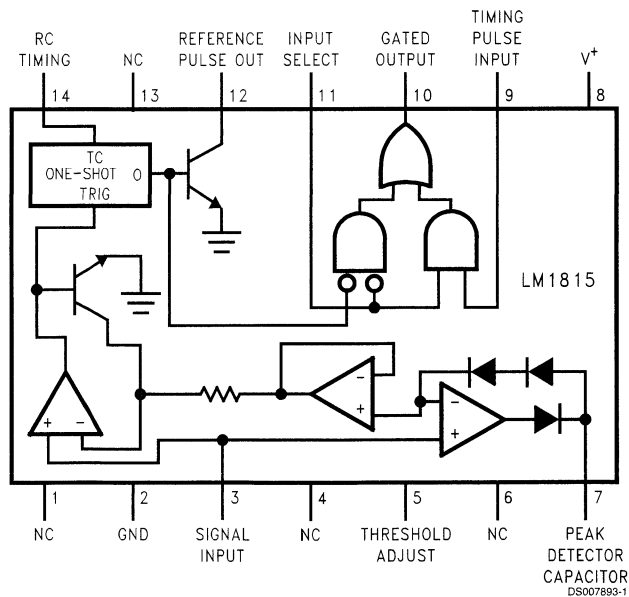 RC
TIMING
NC
REFERENCE
PULSE OUT
INPUT
SELECT
GATED
OUTPUT
TIMING
PULSE
INPUT
V+
14
13
12
11
10
9
8
TC
ONE-SHOT O
TRIG
LM1815
-
+
-
+
+ -
1
2
3
4
5
6
7
NC
GND
SIGNAL
INPUT
NC
THRESHOLD
ADJUST
NC
PEAK
DETECTOR
CAPACITOR
DS007893-1